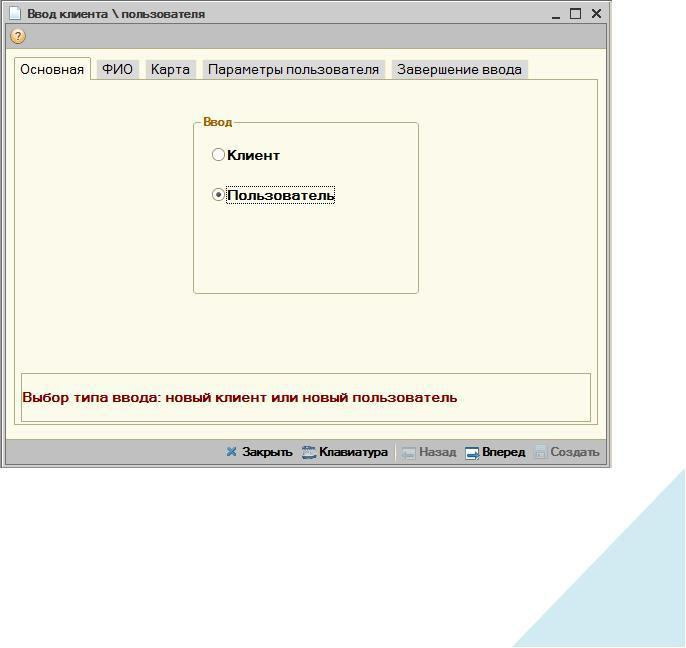 Ввод клиента \ пользователя
?
Основная ФИО Карта Параметры пользователя Завершение ввода
Ввод
Клиент
Пользователь
Выбор типа ввода: новый клиент или новый пользователь
Закрыть Клавиатура Назад Вперед Создать